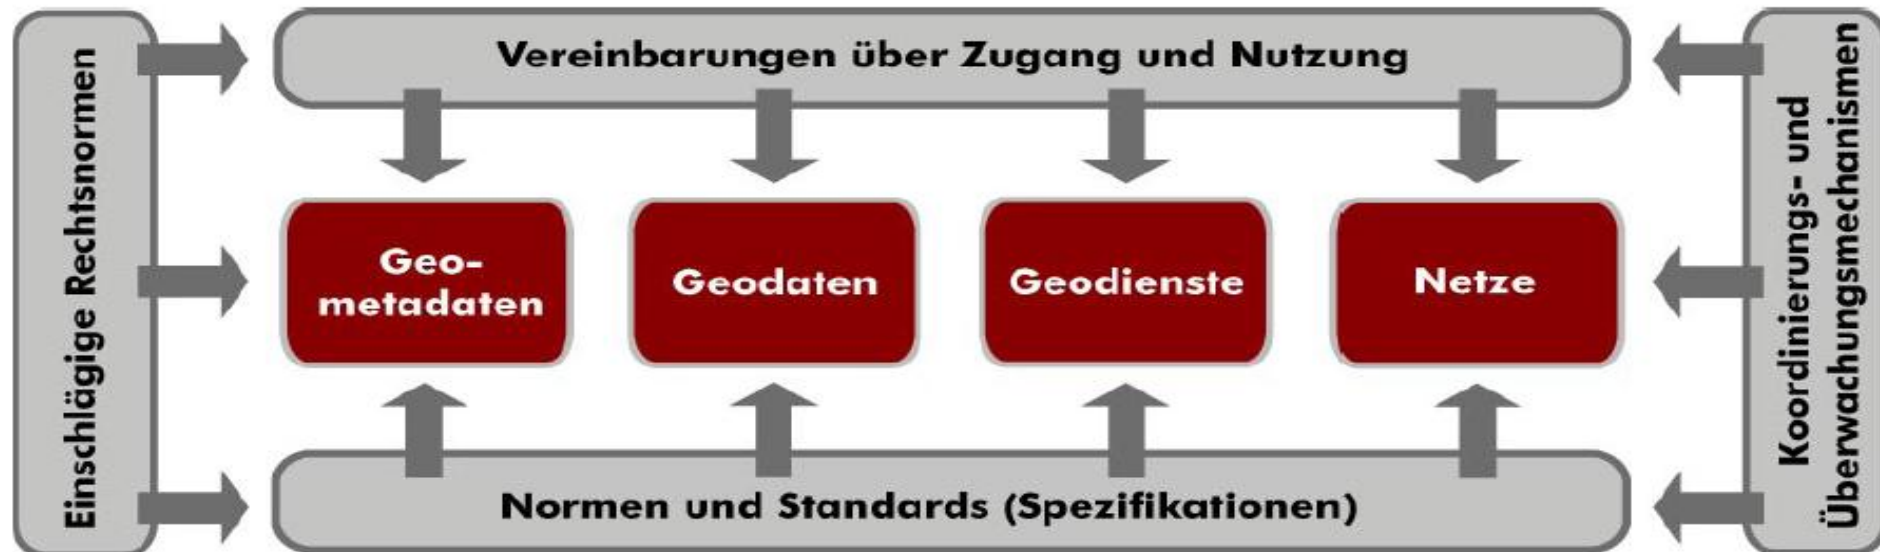 Einschlägige Rechtsnormen
Vereinbarungen über Zugang und Nutzung
Geo-
metadaten
Geodaten
Geodienste
Netze
Normen und Standards (Spezifikationen)
Koordinierungs- und
Überwachungsmechanismen